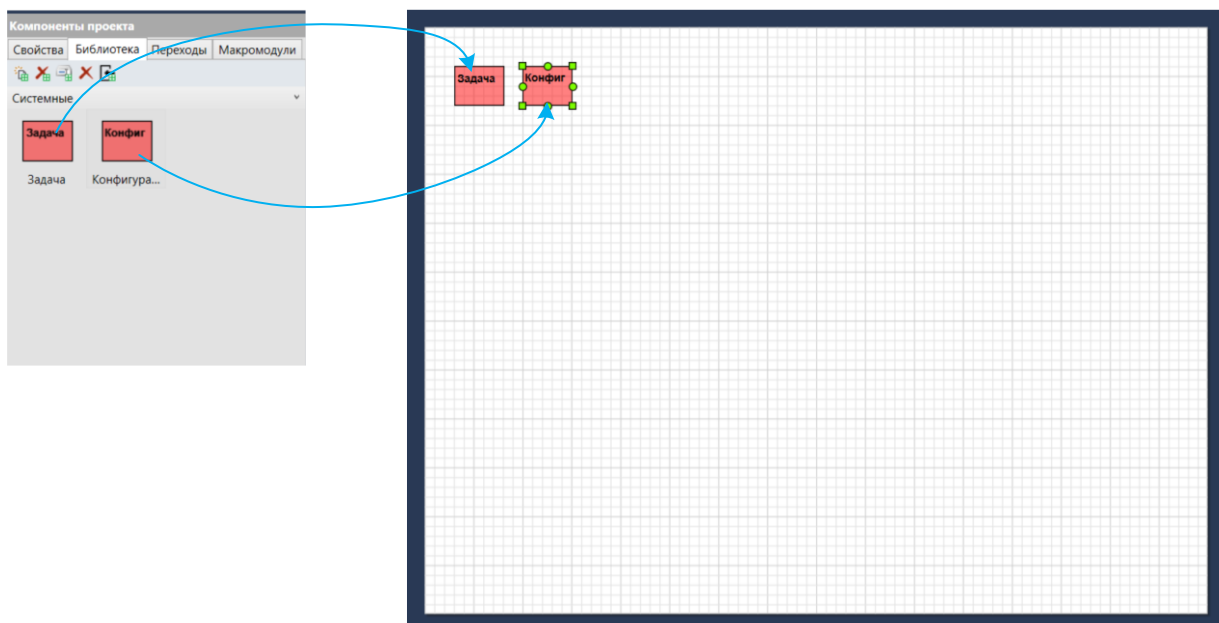 Компоненты проекта
Свойства Библиотека Переходы Макромодули
Системные
Задача Конфиг
Задача Конфигура...
Задача Конфиг